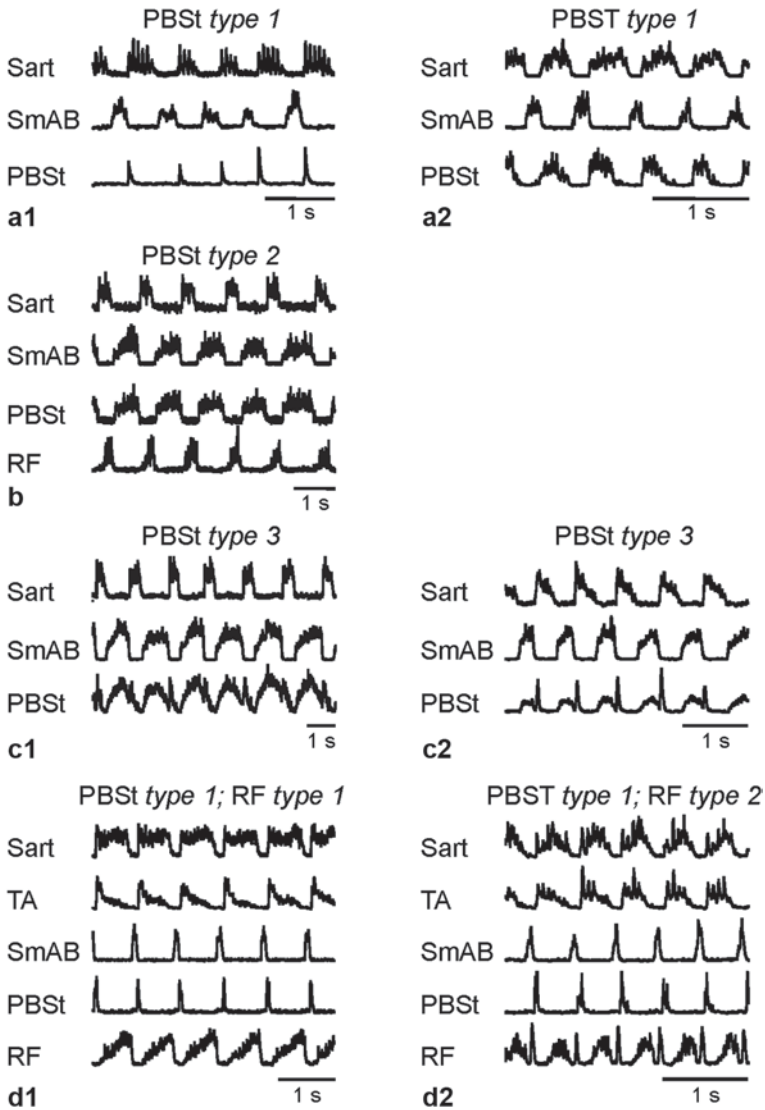 PBSt type 1
Sart
SmAB
PBSt
1 s
a1
PBST type 1
Sart
SmAB
PBSt
1 s
a2
PBSt type 2
Sart
SmAB
PBSt
RF
1 s
b
PBSt type 3
Sart
SmAB
PBSt
1 s
c1
PBSt type 3
Sart
SmAB
PBSt
1 s
c2
PBSt type 1; RF type 1
Sart
TA
SmAB
PBSt
RF
1 s
d1
PBST type 1; RF type 2
Sart
TA
SmAB
PBSt
RF
1 s
d2